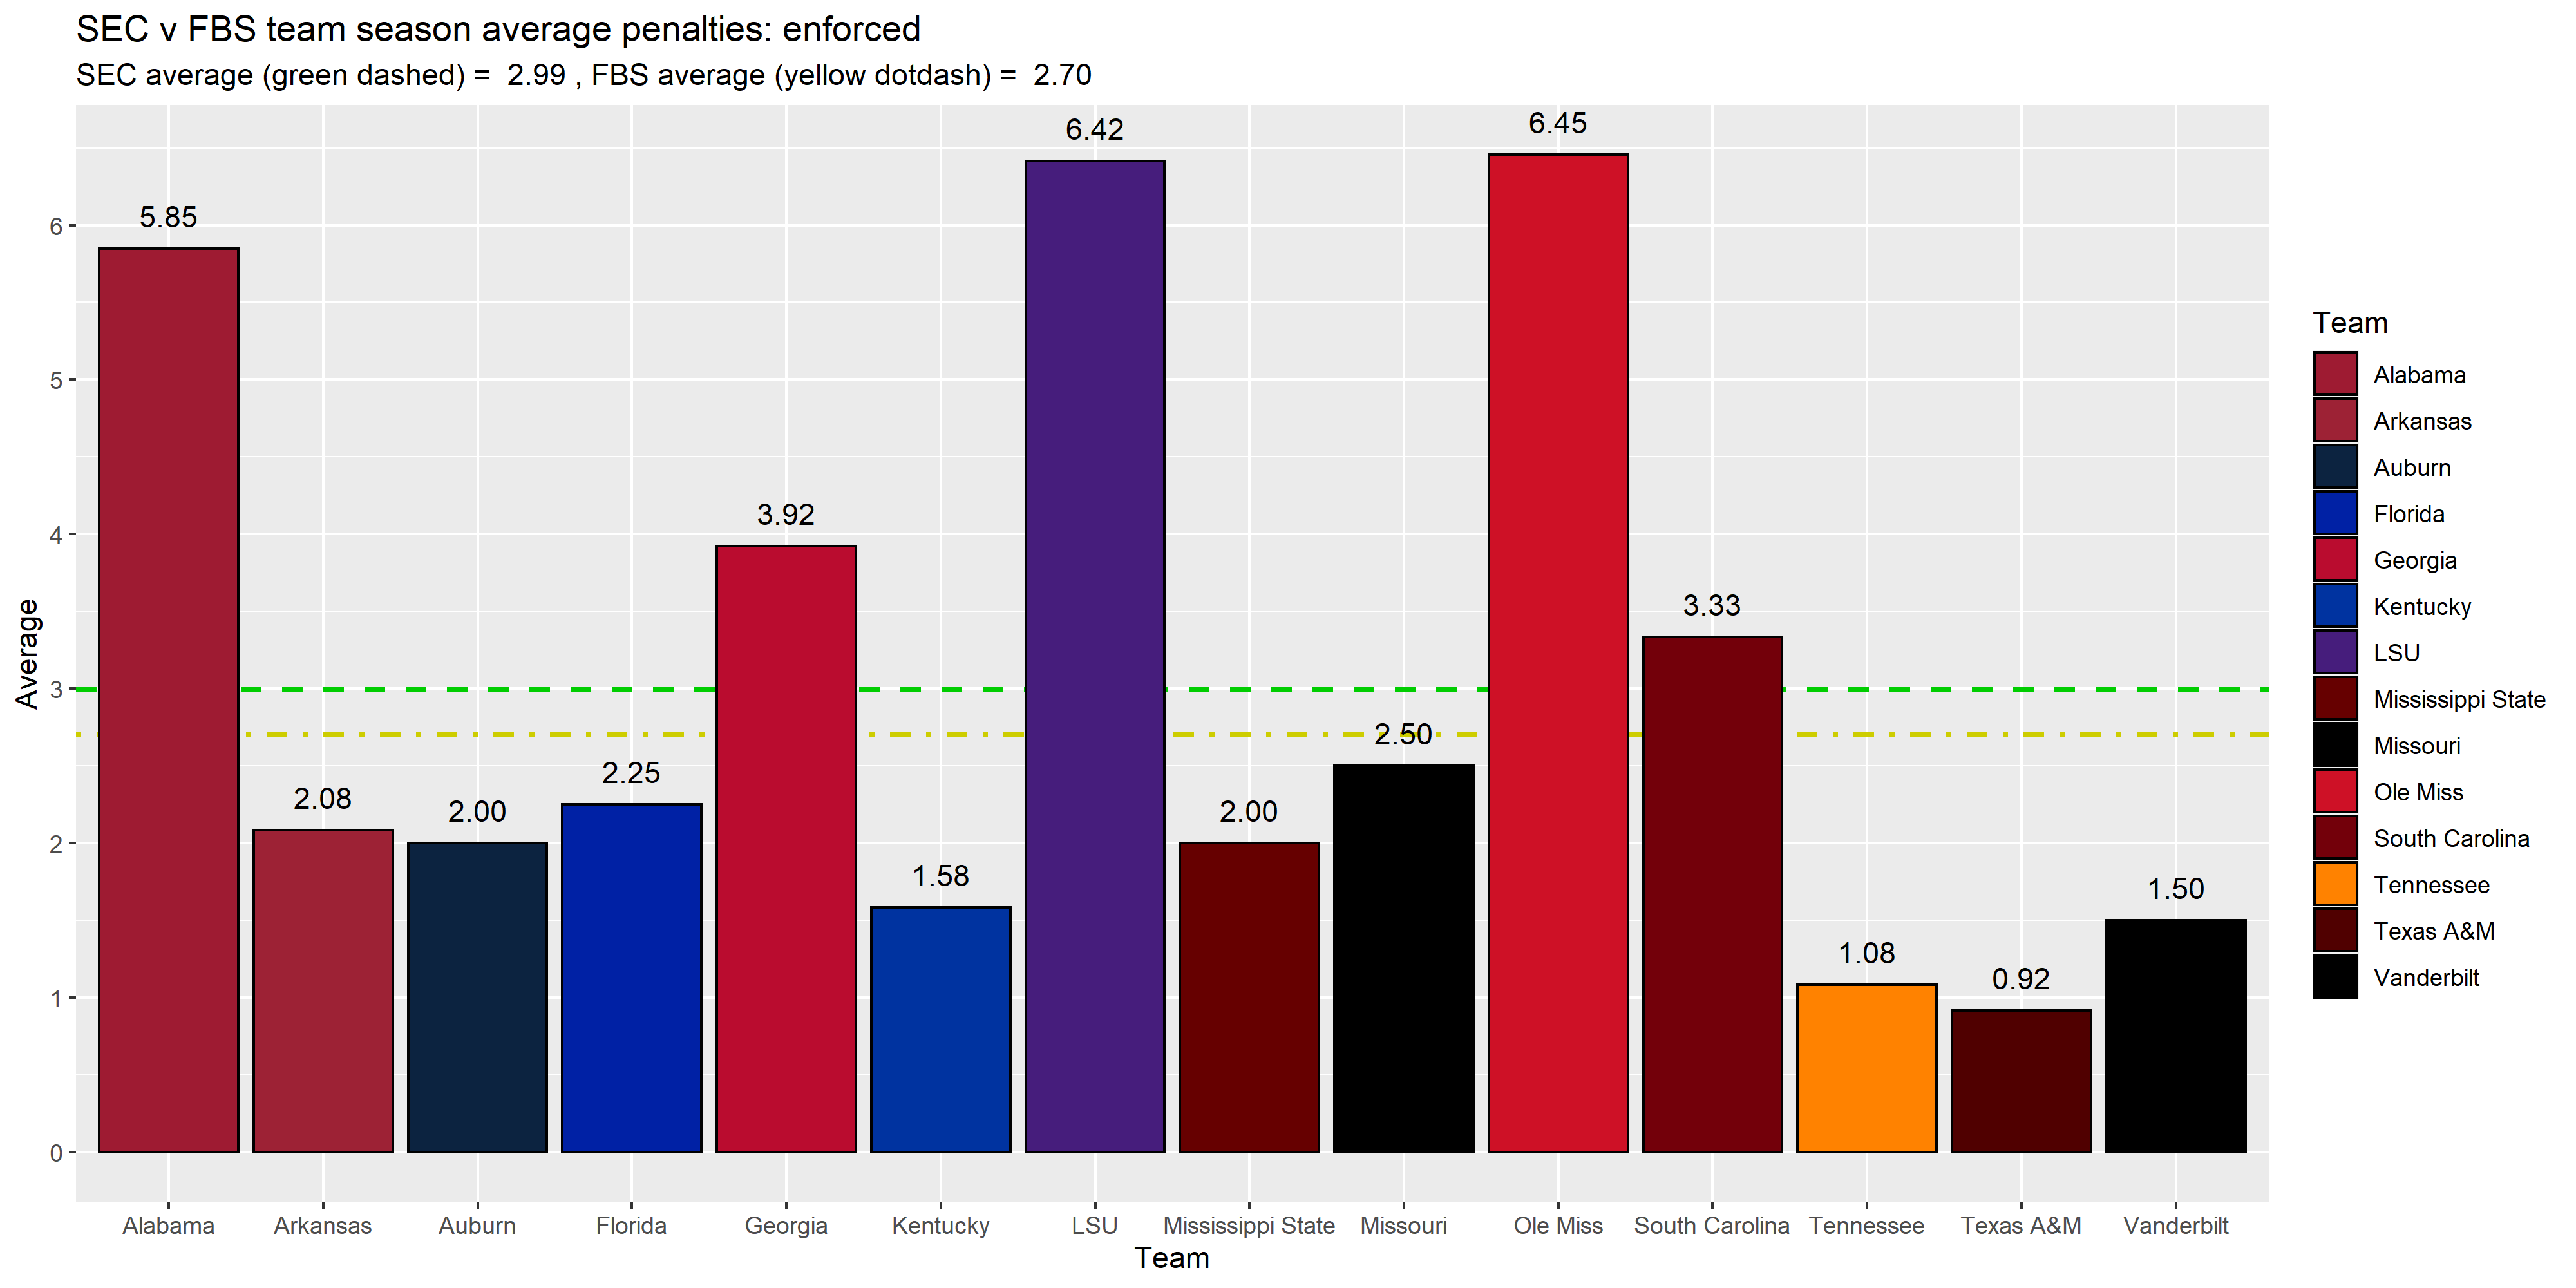 SEC v FBS team season average penalties: enforced
SEC average (green dashed) =  2.99 , FBS average (yellow dotdash) =  2.70
6.42
6.45
5.85
3.92
3.33
2.50
2.25
2.08
2.00
2.00
1.58
1.50
1.08
0.92
6
5
4
3
2
1
0
Average
Alabama Arkansas Auburn Florida Georgia Kentucky LSU Mississippi State Missouri Ole Miss South Carolina Tennessee Texas A&M Vanderbilt
Team
Team
Alabama
Arkansas
Auburn
Florida
Georgia
Kentucky
LSU
Mississippi State
Missouri
Ole Miss
South Carolina
Tennessee
Texas A&M
Vanderbilt